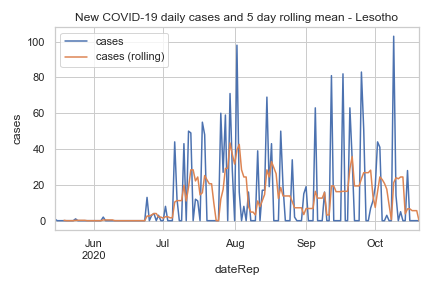 New COVID-19 daily cases and 5 day rolling mean - Lesotho
cases
cases (rolling)
100
80
60
40
20
0
cases
Jun
2020
Jul
Aug
Sep
Oct
dateRep